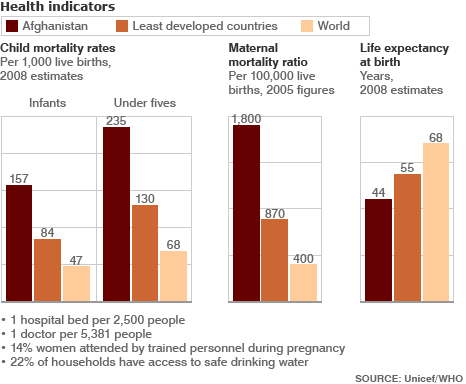 Health indicators
Afghanistan Least developed countries World
Child mortality rates
Per 1,000 live births,
2008 estimates
Infants Under fives
157
84
47
235
130
68
Maternal
mortality ratio
Per 100,000 live
births, 2005 figures
1,800
870
400
Life expectancy
at birth
Years,
2008 estimates
44
55
68
• 1 hospital bed per 2,500 people
• 1 doctor per 5,381 people
• 14% women attended by trained personnel during pregnancy
• 22% of households have access to safe drinking water
SOURCE: Unicef/WHO